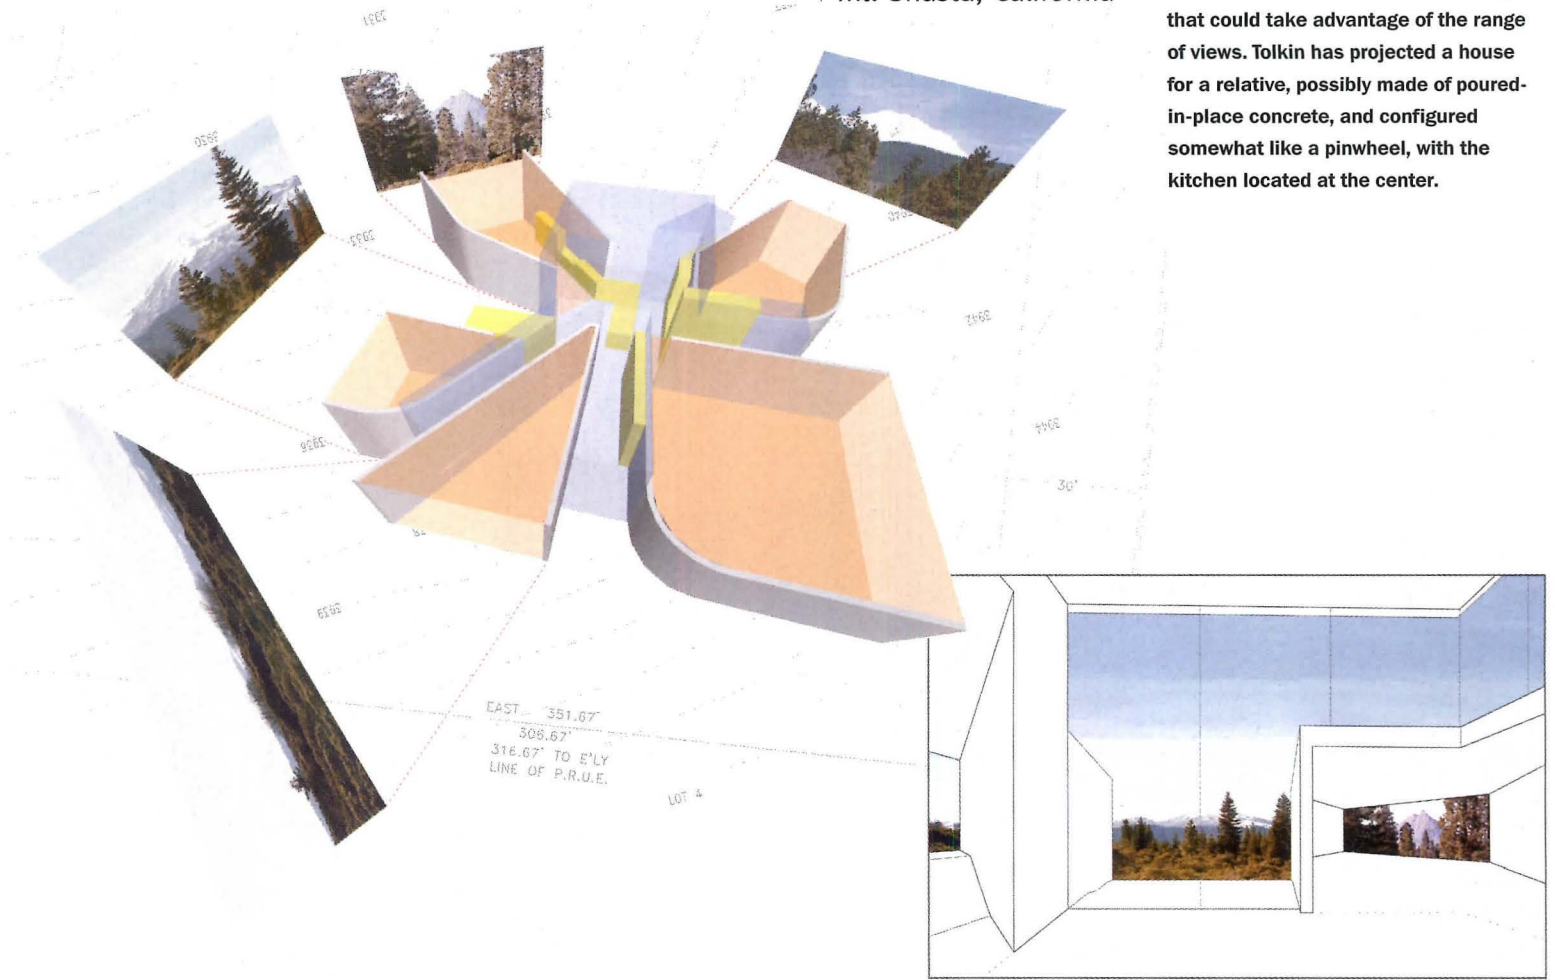 Mt. Shasta, California
that could take advantage of the range
of views. Tolkin has projected a house
for a relative, possibly made of poured-
in-place concrete, and configured
somewhat like a pinwheel, with the
kitchen located at the center.
3942
3944
30'
EAST 351.67'
306.67'
316.67' TO E'LY
LINE OF P.R.U.E.
LOT 4